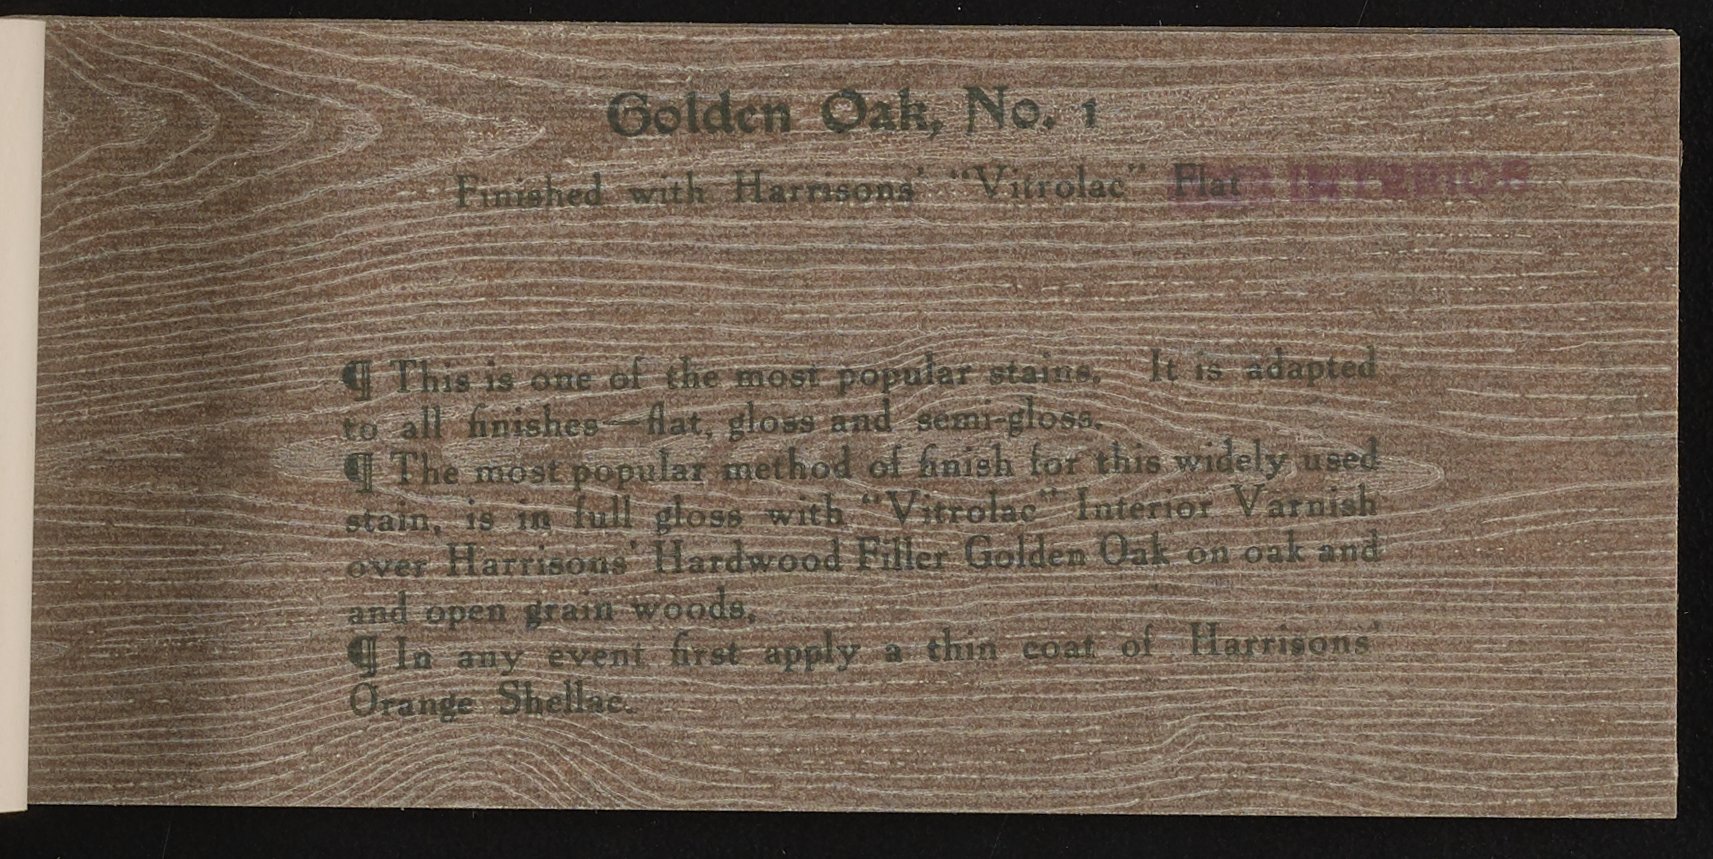 Golden Oak, No. 1
Finished with Harrisons' "Vitrolac" Flat INTERIOR
¶ This is one of the most popular stains. It is adapted
to all finishes—flat, gloss and semi-gloss.
¶ The most popular method of finish for this widely used
stain, is in full gloss with "Vitrolac" Interior Varnish
over Harrisons' Hardwood Filler Golden Oak on oak and
and open grain woods.
¶ In any event first apply a thin coat of Harrisons'
Orange Shellac.